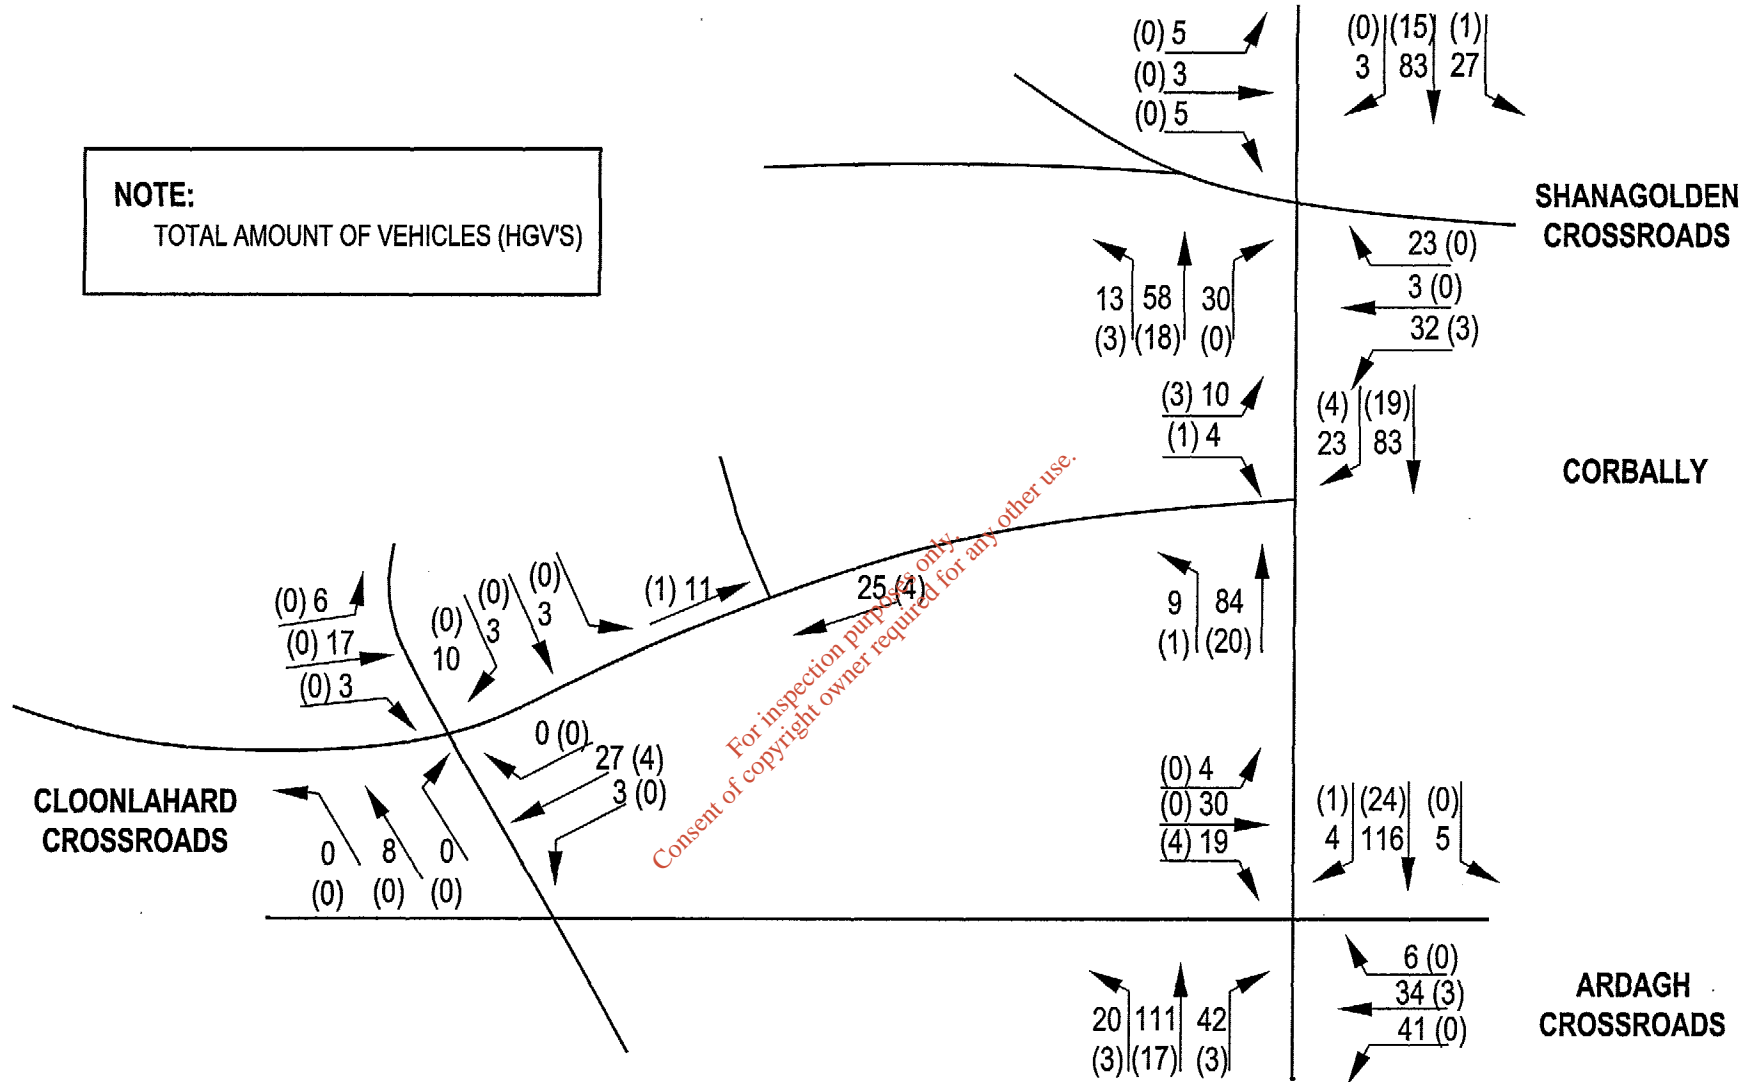 (0) 5
(0) 3
(0) 5
(0) (15) (1)
3 83 27
NOTE:
TOTAL AMOUNT OF VEHICLES (HGV'S)
SHANAGOLDEN
CROSSROADS
23 (0)
3 (0)
32 (3)
13 58 30
(3) (18) (0)
(3) 10
(1) 4
(4) (19)
23 83
CORBALLY
9 84
(1) (20)
(1) 11
25 (4)
(0) 6
(0) 17
(0) 3
(0)
10
(0)
3
(0)
3
0 (0)
27 (4)
3 (0)
CLOONLAHARD
CROSSROADS
0 8 0
(0) (0) (0)
For inspection purposes only.
Consent of copyright owner required for any other use.
(0) 4
(0) 30
(4) 19
(1) (24) (0)
4 116 5
6 (0)
34 (3)
41 (0)
20 111 42
(3) (17) (3)
ARDAGH
CROSSROADS